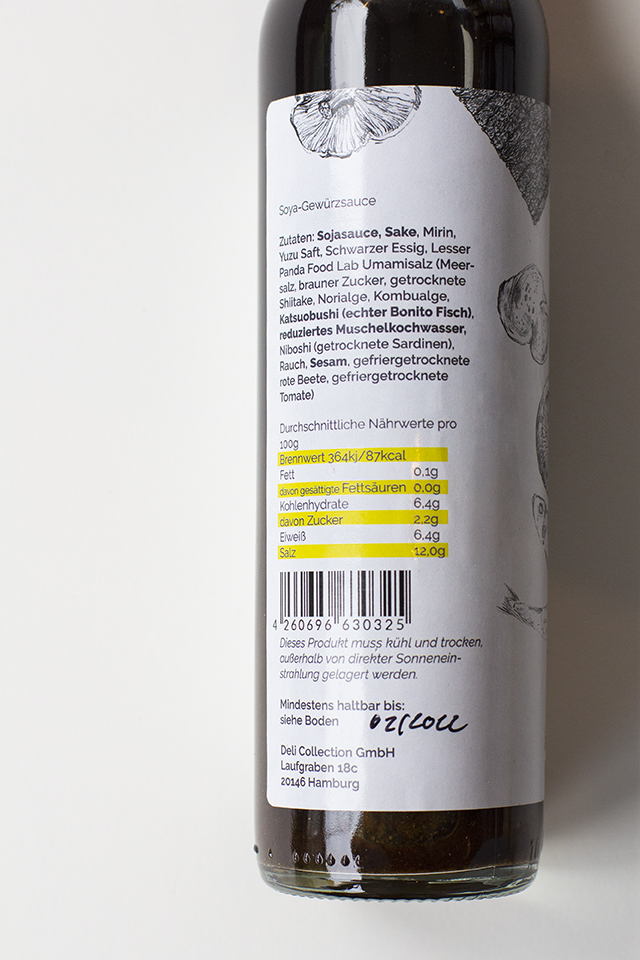 Soya-Gewürzsauce
Zutaten: Sojasauce, Sake, Mirin,
Yuzu Saft, Schwarzer Essig, Lesser
Panda Food Lab Umamisalz (Meer-
salz, brauner Zucker, getrocknete
Shiitake, Norialge, Kombualge,
Katsuobushi (echter Bonito Fisch),
reduziertes Muschelkochwasser,
Niboshi (getrocknete Sardinen),
Rauch, Sesam, gefriergetrocknete
rote Beete, gefriergetrocknete
Tomate)
Durchschnittliche Nährwerte pro
100g
Brennwert 364kj/87kcal
Fett 0,1g
davon gesättigte Fettsäuren 0,0g
Kohlenhydrate 6,4g
davon Zucker 2,2g
Eiweiß 6,4g
Salz 12,0g
4 260696 630325
Dieses Produkt muss kühl und trocken,
außerhalb von direkter Sonnenein-
strahlung gelagert werden.
Mindestens haltbar bis:
siehe Boden 02/2022
Deli Collection GmbH
Laufgraben 18c
20146 Hamburg